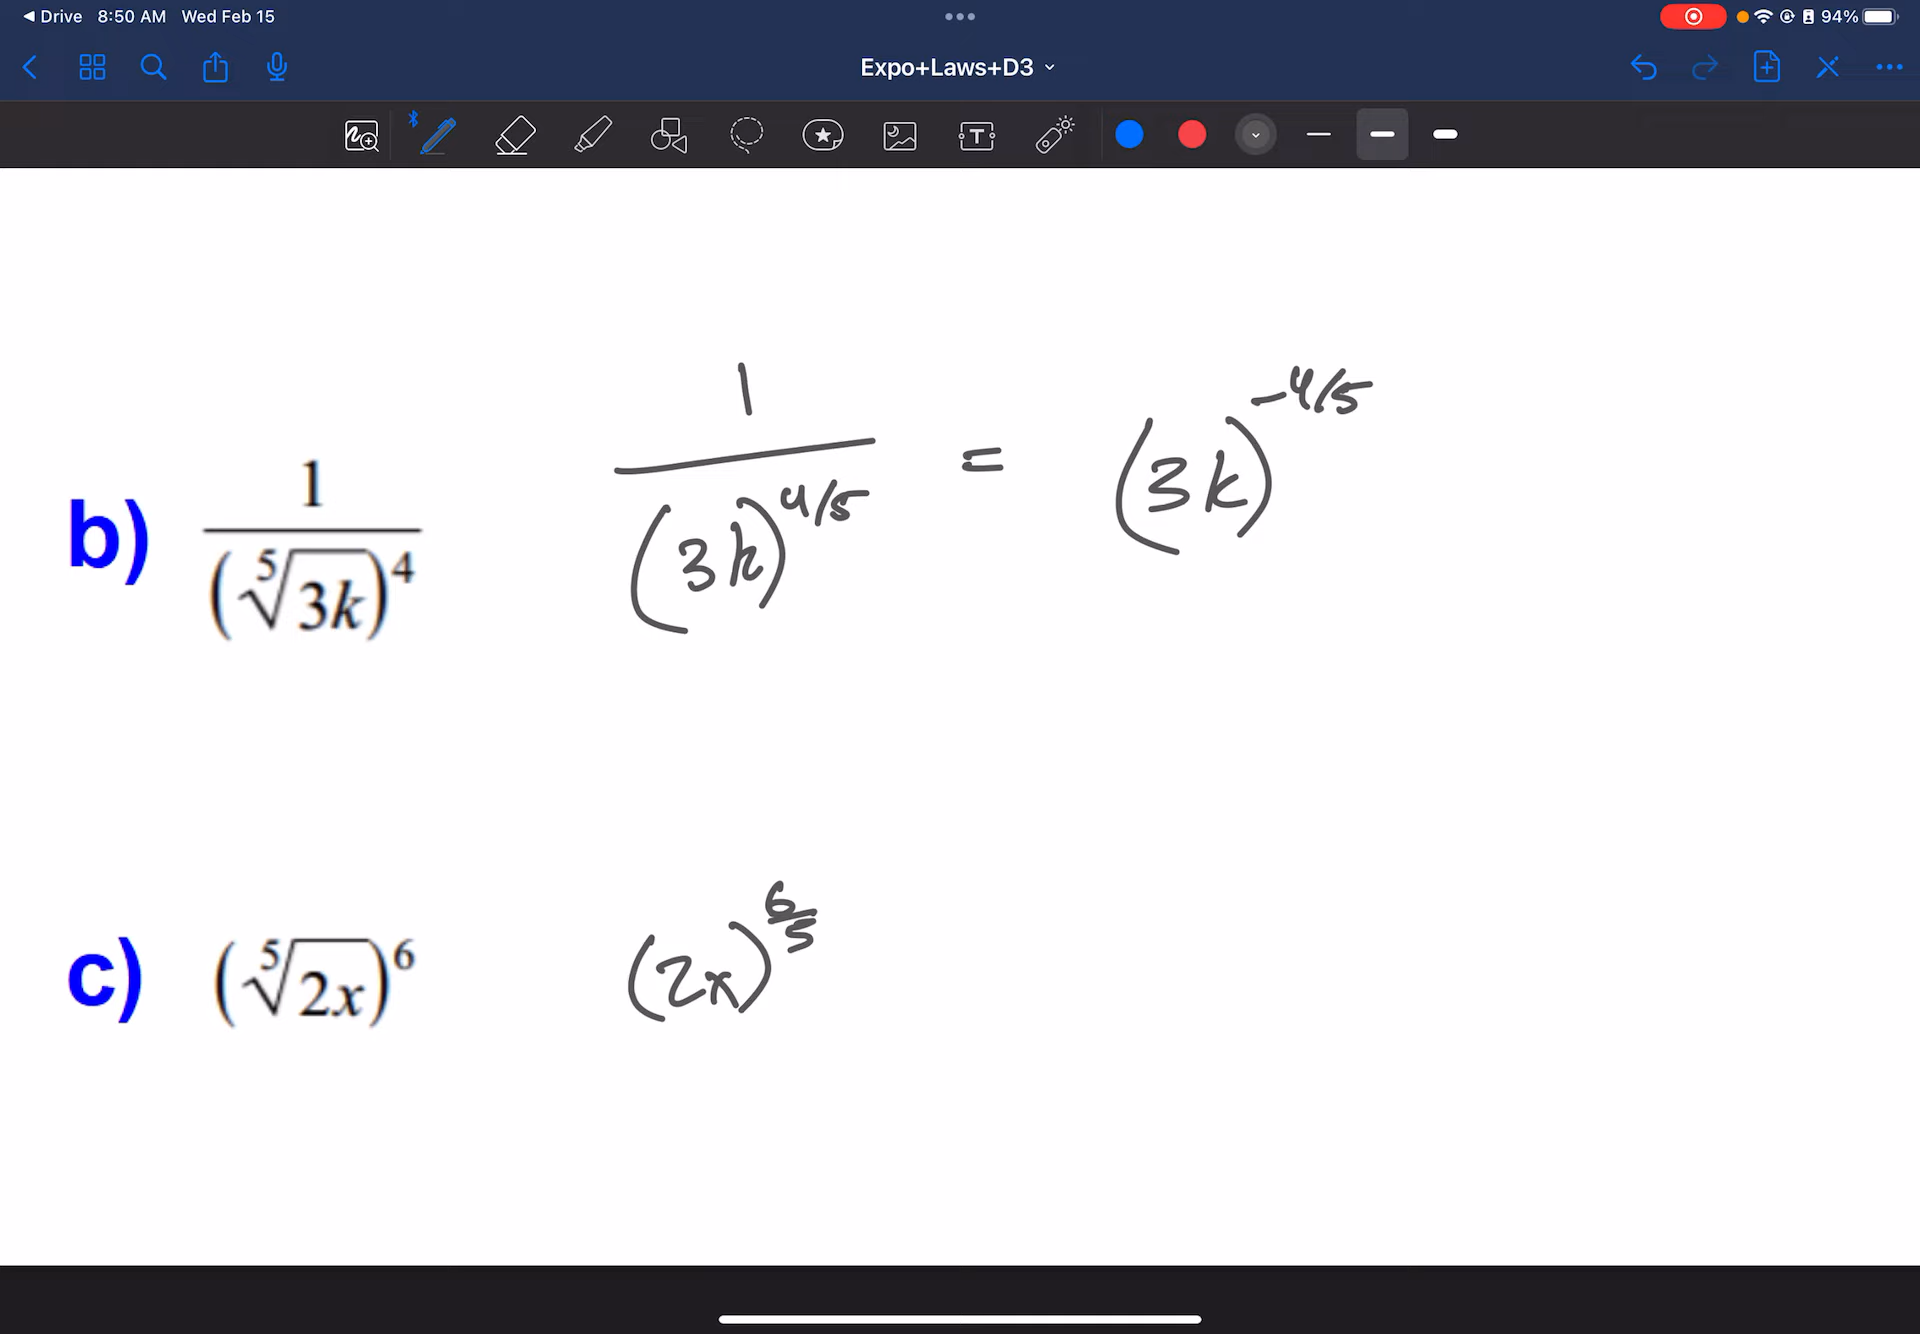 Drive 8:50 AM Wed Feb 15 94%
Expo+Laws+D3
T
b) 1/(⁵√3k)⁴ 1/(3k)^4/5 = (3k)^-4/5
c) (⁵√2x)⁶ (2x)^6/5